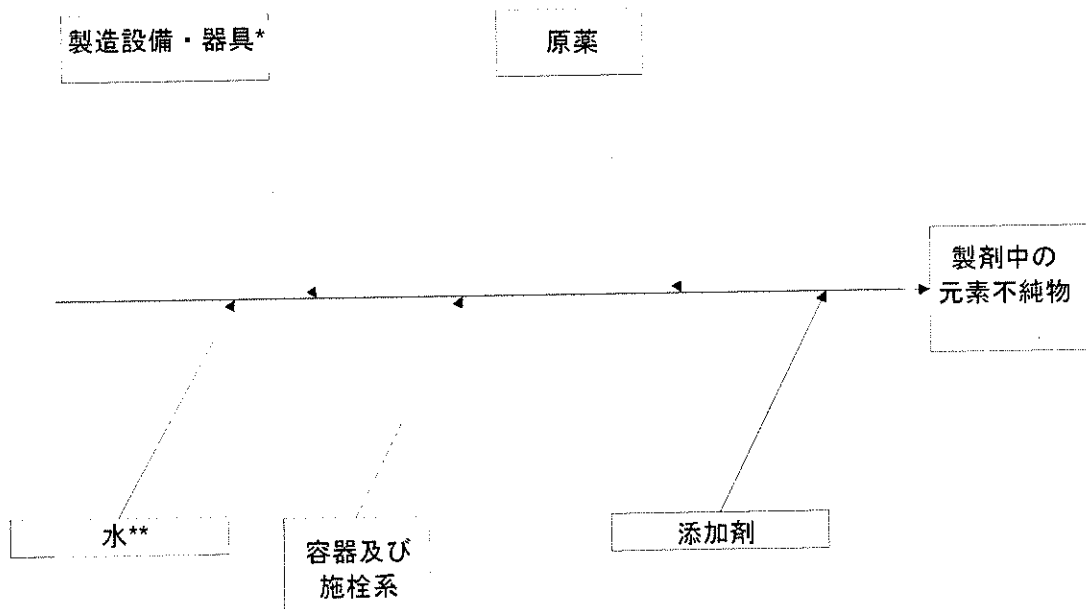 製造設備・器具*
原薬
製剤中の
元素不純物
水**
容器及び
施栓系
添加剤